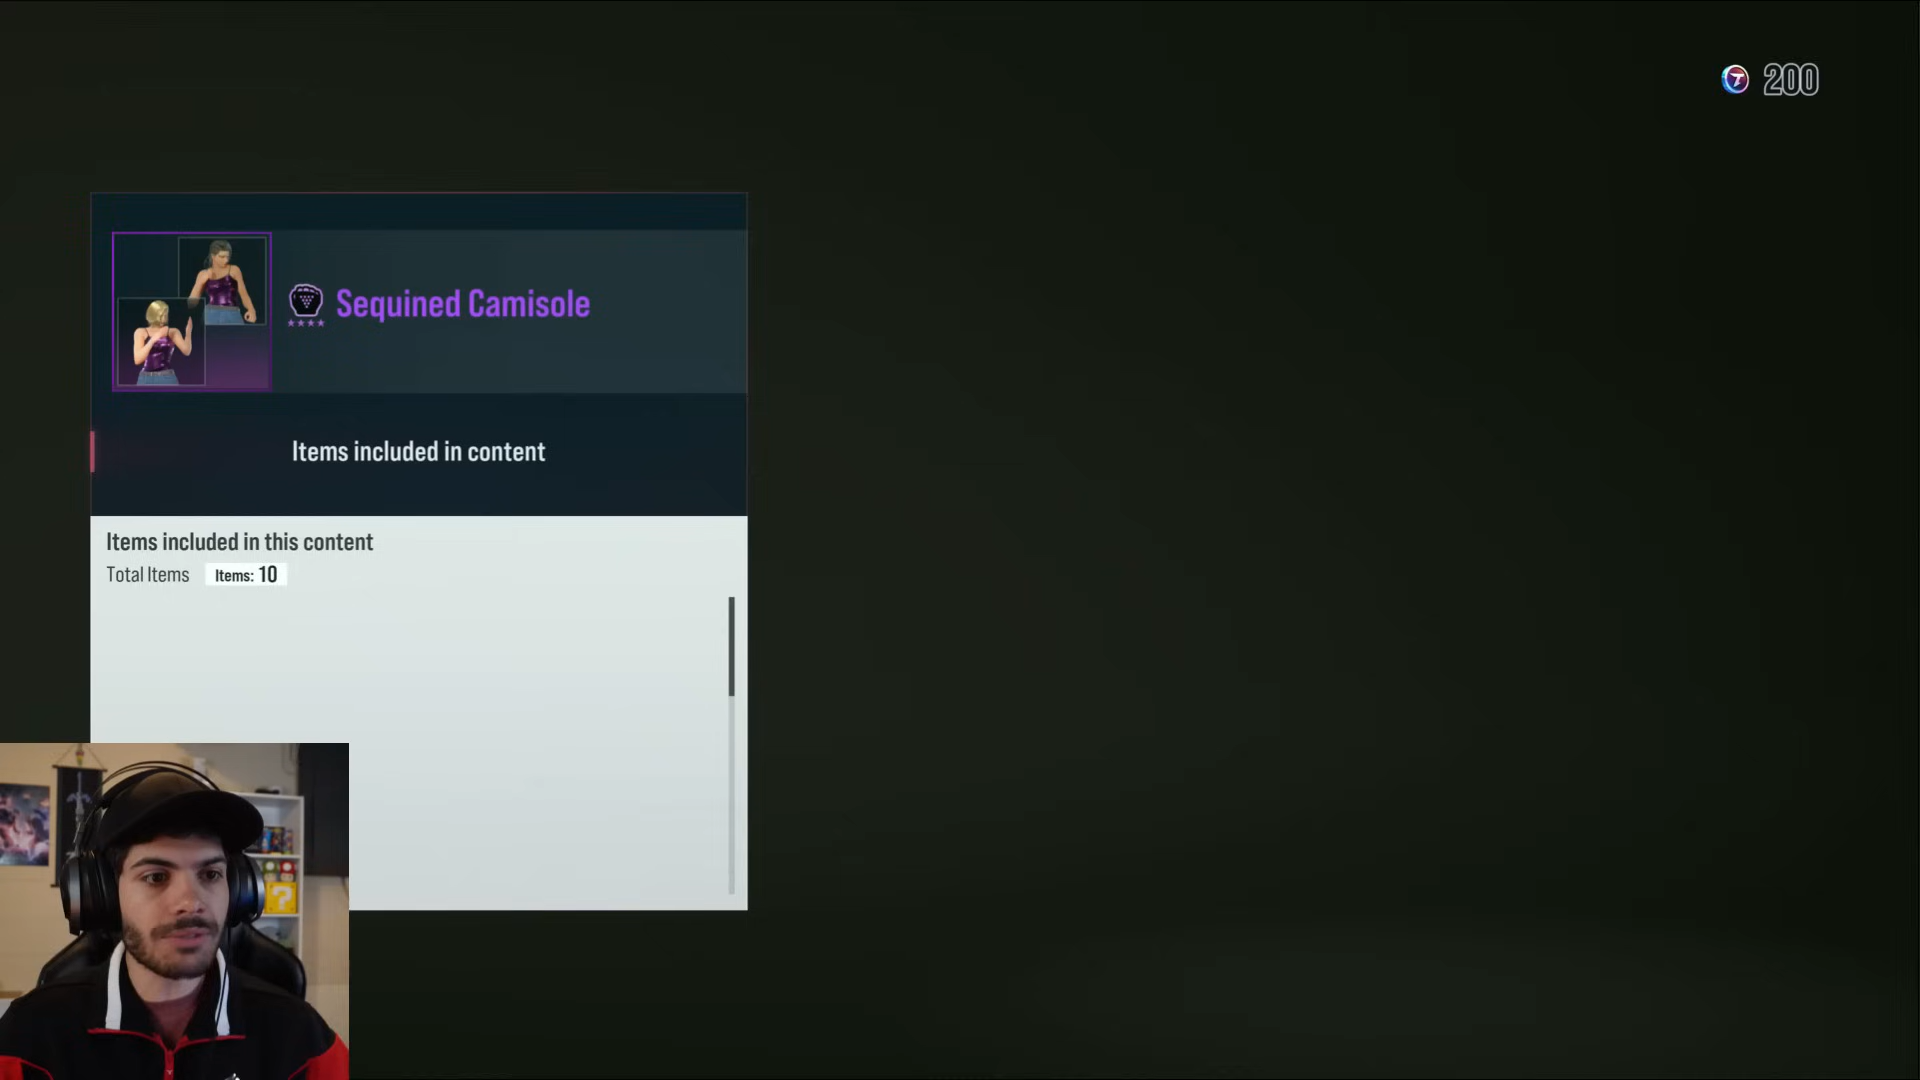 200
Sequined Camisole
Items included in content
Items included in this content
Total Items Items: 10